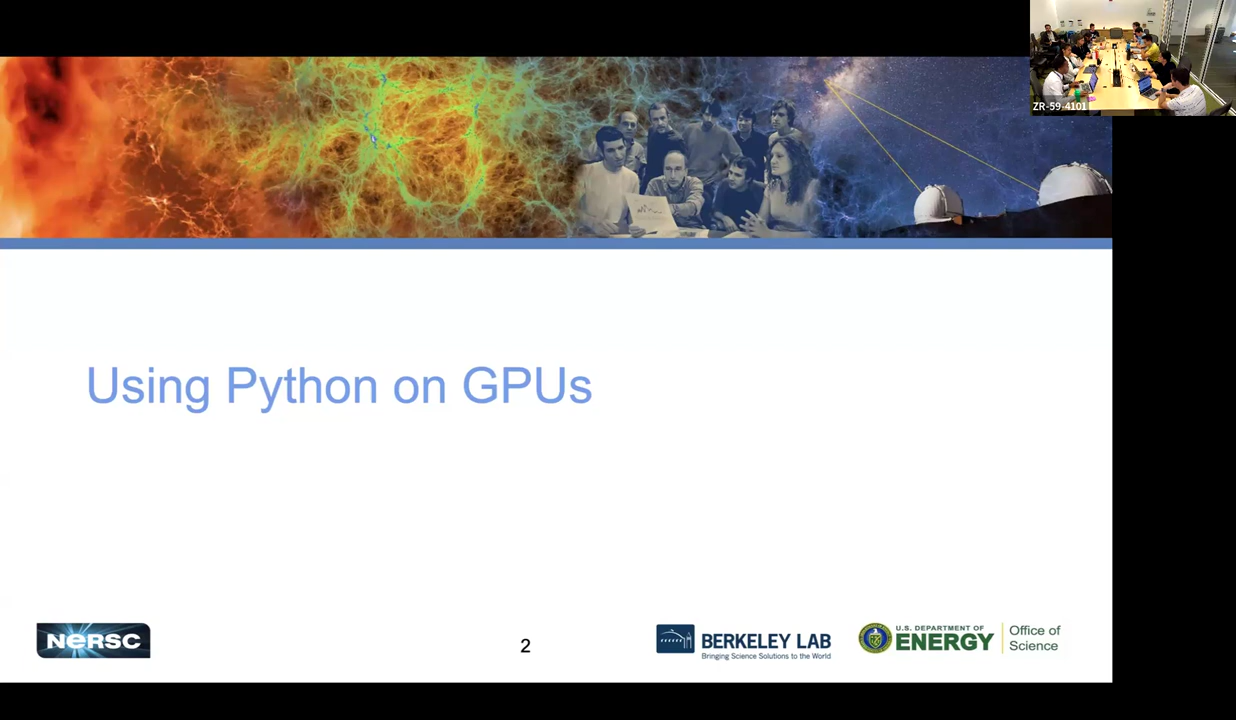 ZR-59-4101
Using Python on GPUs
NERSC
2
BERKELEY LAB
Bringing Science Solutions to the World
U.S. DEPARTMENT OF
ENERGY
Office of
Science